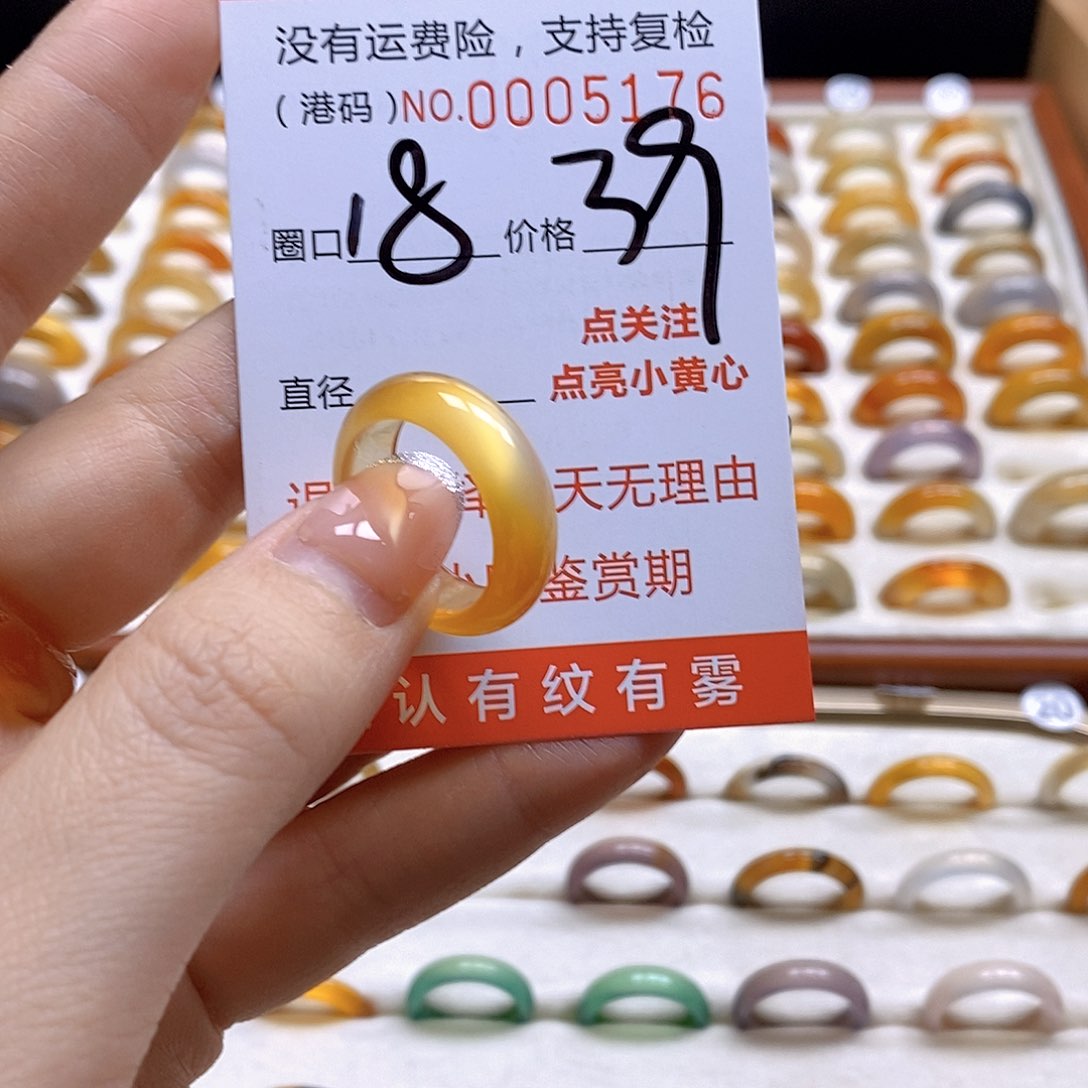 没有运费险，支持复检
(港码)NO.0005176
圈口18 价格39
点关注
点亮小黄心
直径
天无理由
鉴赏期
认有纹有雾
20